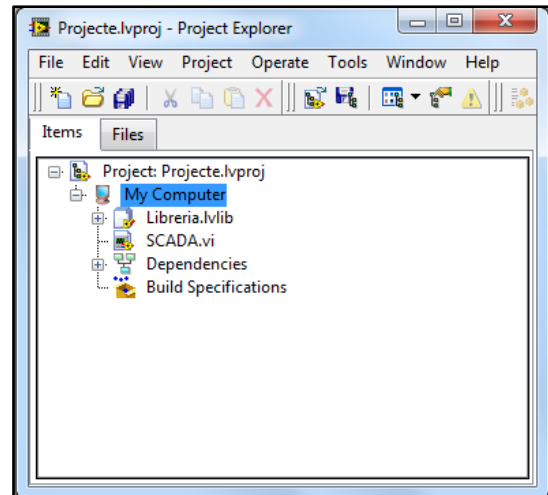 Projecte.lvproj - Project Explorer
File Edit View Project Operate Tools Window Help
Items Files
Project: Projecte.lvproj
My Computer
Libreria.lvlib
SCADA.vi
Dependencies
Build Specifications